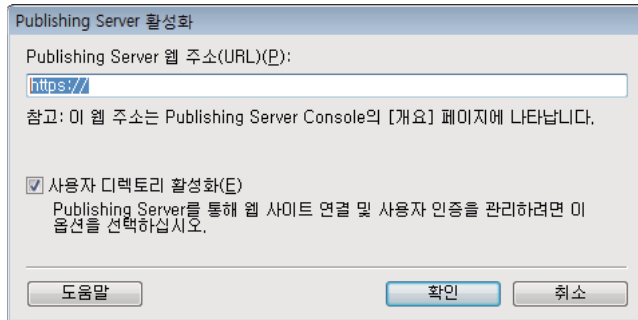 Publishing Server 활성화
Publishing Server 웹 주소(URL)(P):
https://
참고: 이 웹 주소는 Publishing Server Console의 [개요] 페이지에 나타납니다.
사용자 디렉토리 활성화(E)
Publishing Server를 통해 웹 사이트 연결 및 사용자 인증을 관리하려면 이
옵션을 선택하십시오.
도움말 확인 취소